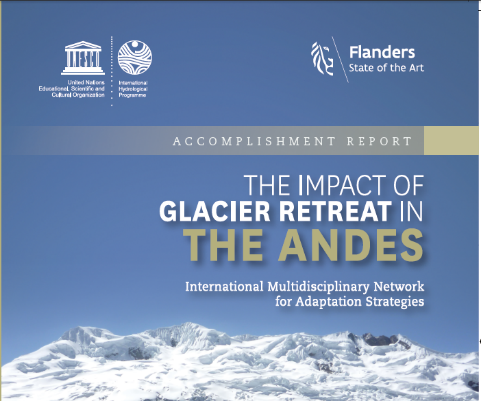 United Nations
Educational, Scientific and
Cultural Organization
International
Hydrological
Programme
Flanders
State of the Art
ACCOMPLISHMENT REPORT
THE IMPACT OF
GLACIER RETREAT IN
THE ANDES
International Multidisciplinary Network
for Adaptation Strategies